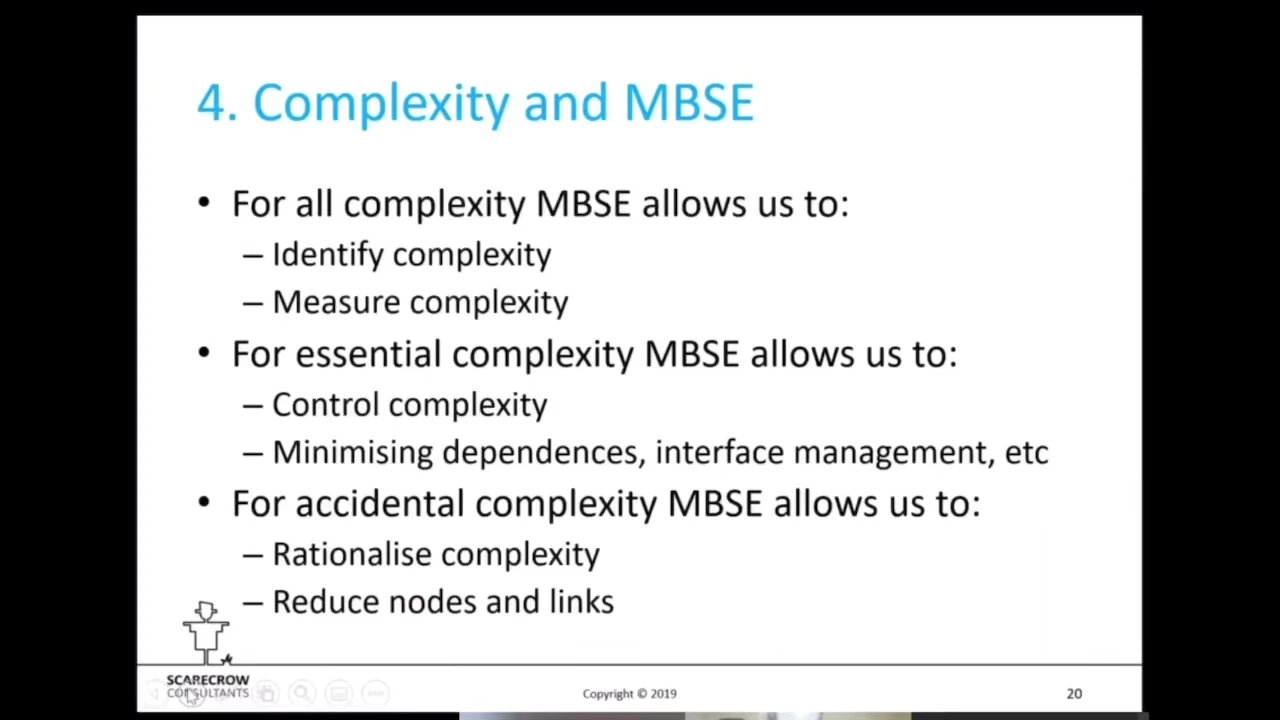 4. Complexity and MBSE
• For all complexity MBSE allows us to:
– Identify complexity
– Measure complexity
• For essential complexity MBSE allows us to:
– Control complexity
– Minimising dependences, interface management, etc
• For accidental complexity MBSE allows us to:
– Rationalise complexity
– Reduce nodes and links
SCARECROW
CONSULTANTS
Copyright © 2019
20